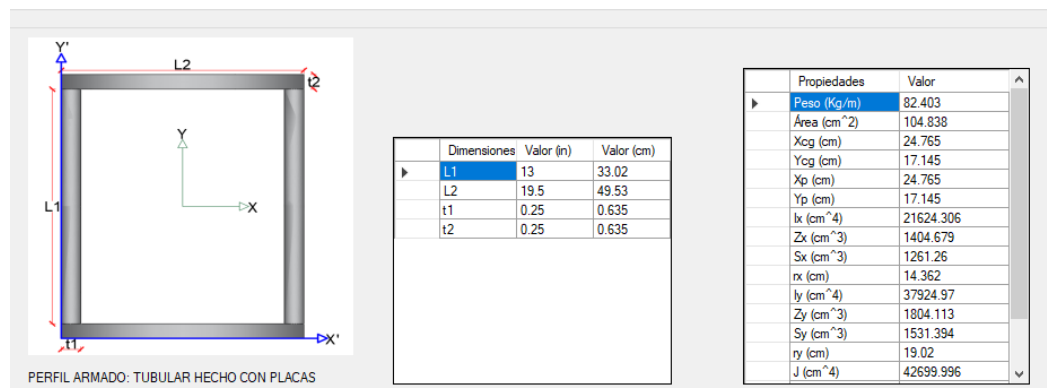 Y'
L2
t2
Y
L1
X
X'
t1
PERFIL ARMADO: TUBULAR HECHO CON PLACAS
Dimensiones Valor (in) Valor (cm)
L1 13 33.02
L2 19.5 49.53
t1 0.25 0.635
t2 0.25 0.635
Propiedades Valor
Peso (Kg/m) 82.403
Área (cm^2) 104.838
Xcg (cm) 24.765
Ycg (cm) 17.145
Xp (cm) 24.765
Yp (cm) 17.145
Ix (cm^4) 21624.306
Zx (cm^3) 1404.679
Sx (cm^3) 1261.26
rx (cm) 14.362
Iy (cm^4) 37924.97
Zy (cm^3) 1804.113
Sy (cm^3) 1531.394
ry (cm) 19.02
J (cm^4) 42699.996